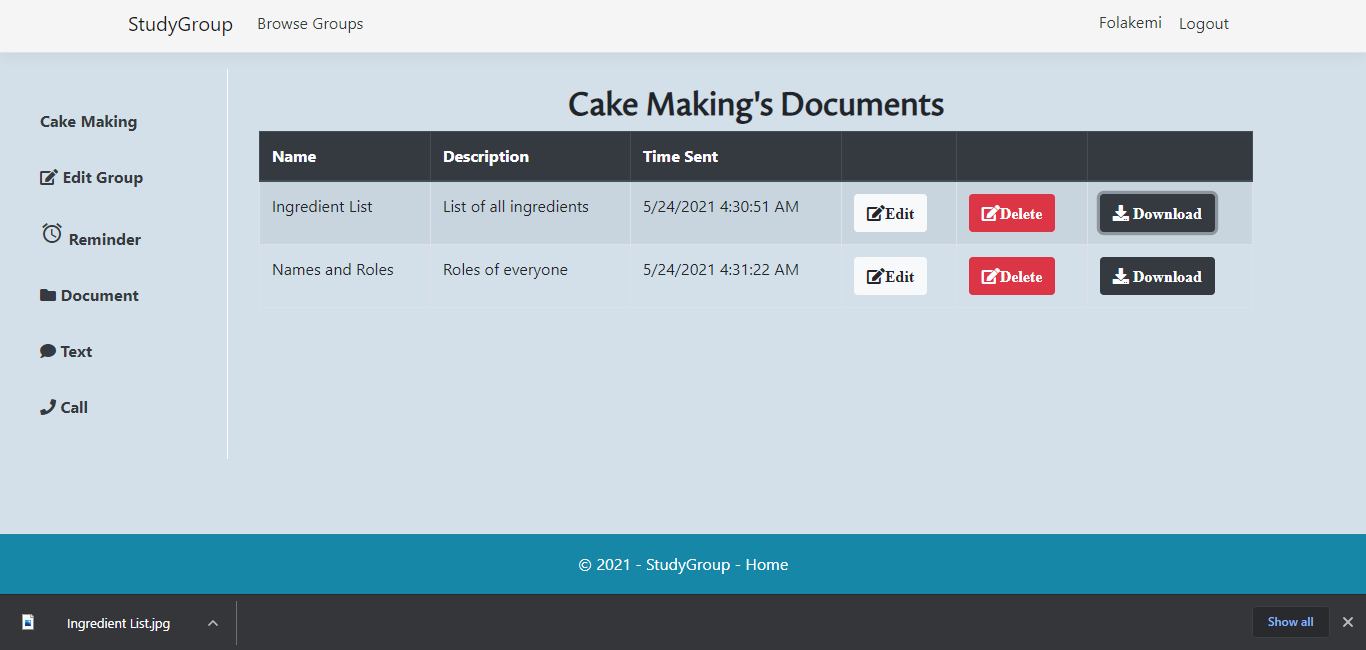 StudyGroup Browse Groups Folakemi Logout
Cake Making
Edit Group
Reminder
Document
Text
Call
Cake Making's Documents
Name Description Time Sent
Ingredient List List of all ingredients 5/24/2021 4:30:51 AM Edit Delete Download
Names and Roles Roles of everyone 5/24/2021 4:31:22 AM Edit Delete Download
© 2021 - StudyGroup - Home
Ingredient List.jpg Show all